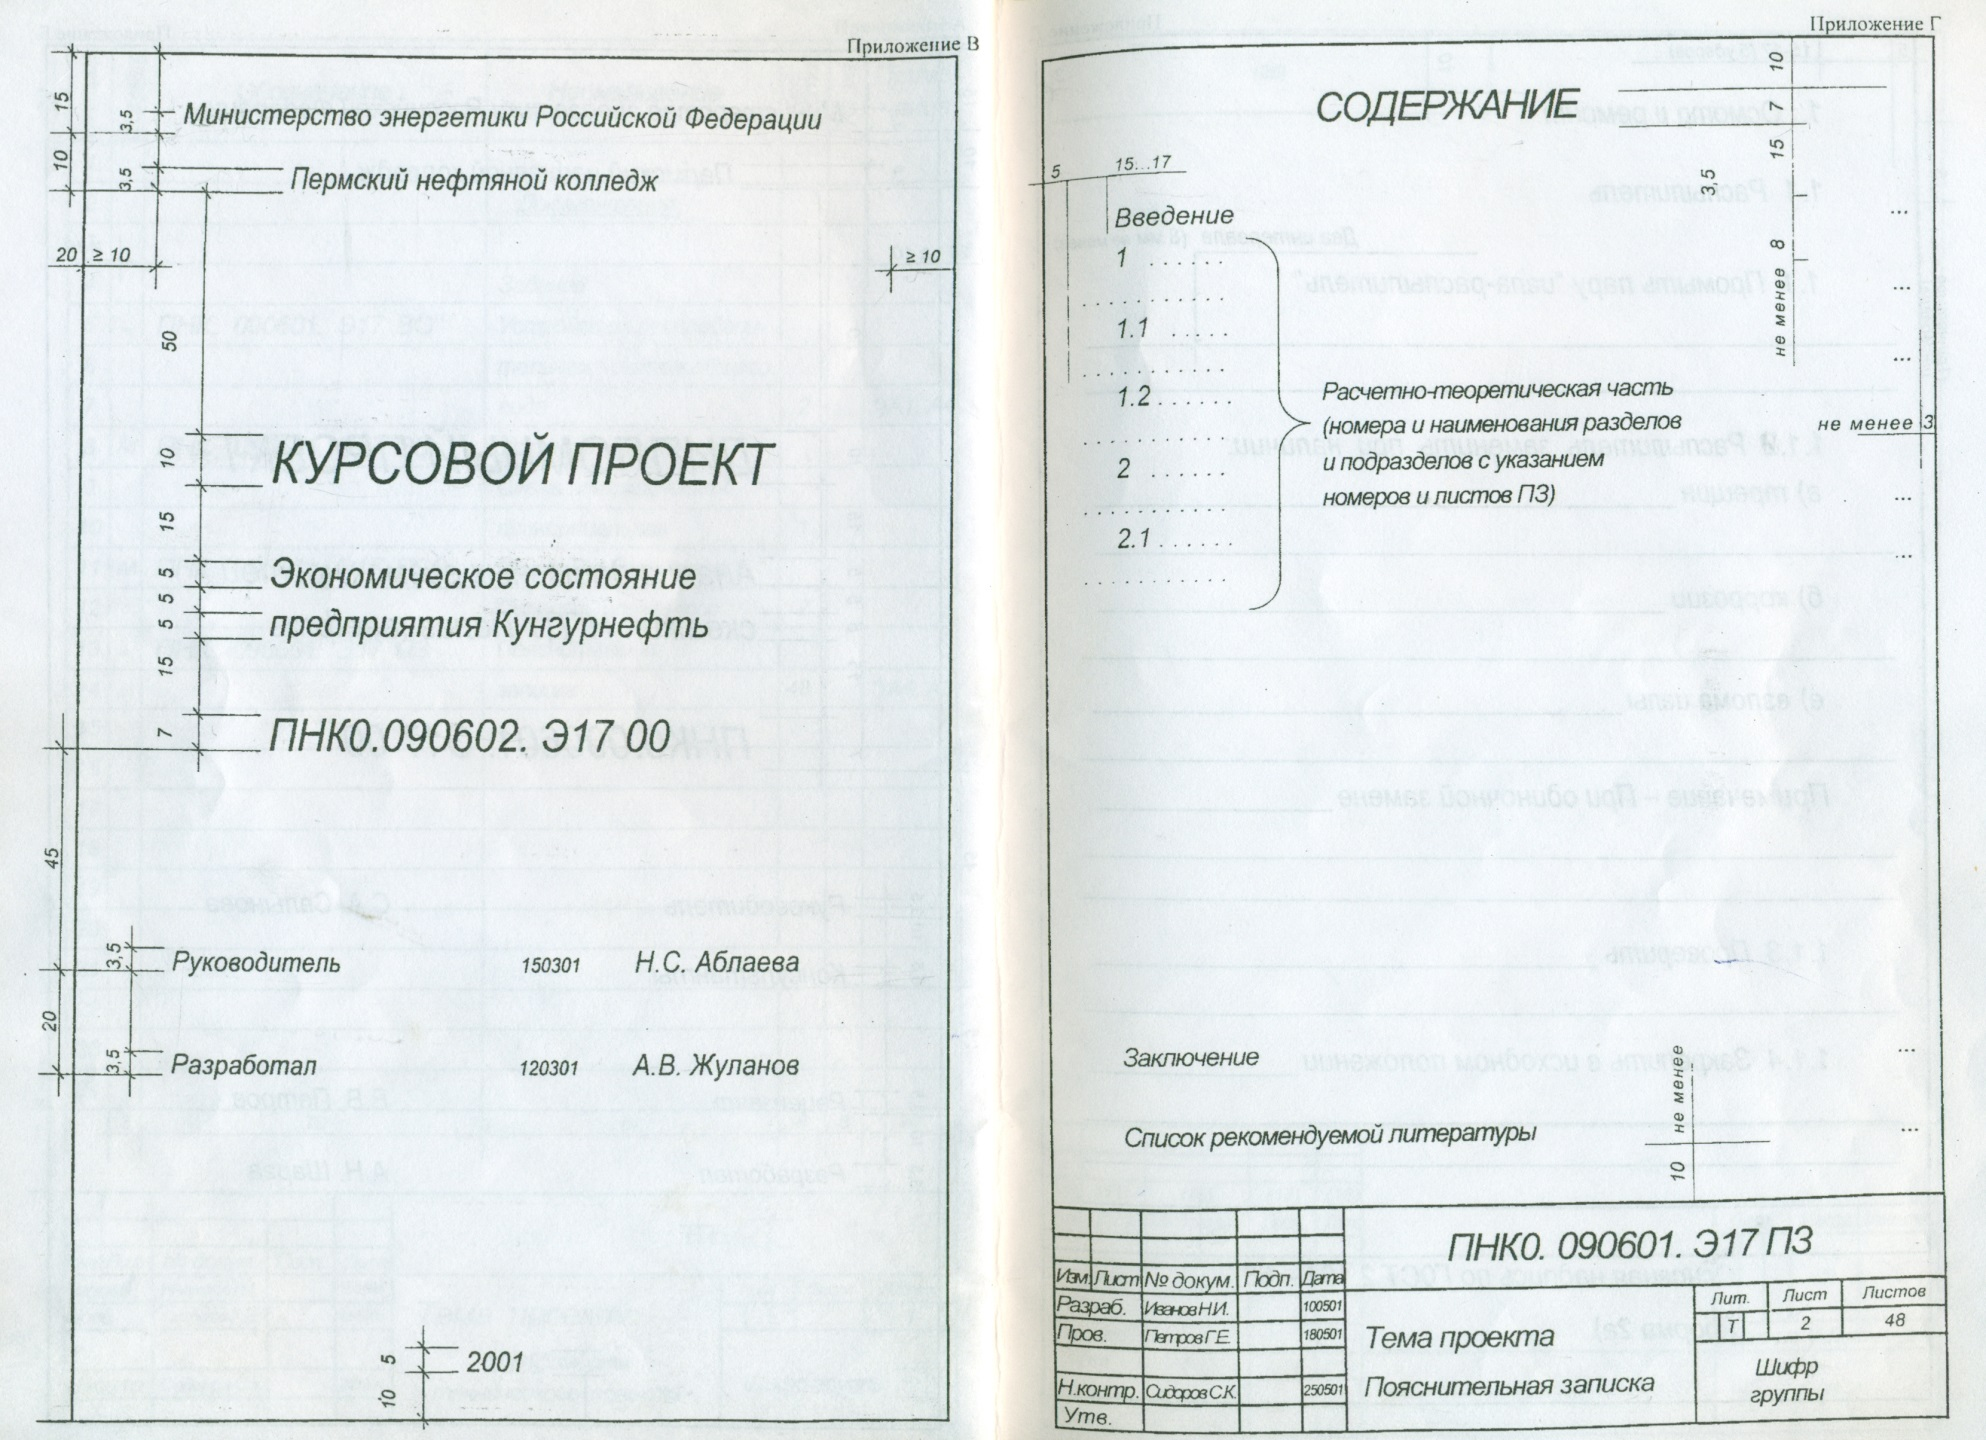 Приложение В
15
3,5
Министерство энергетики Российской Федерации
10
3,5
Пермский нефтяной колледж
20
≥ 10
≥ 10
50
10
КУРСОВОЙ ПРОЕКТ
15
5
Экономическое состояние
5
5
предприятия Кунгурнефть
15
7
ПНК0.090602. Э17 00
45
3,5
Руководитель 150301 Н.С. Аблаева
20
3,5
Разработал 120301 А.В. Жуланов
5
2001
10
Приложение Г
10
СОДЕРЖАНИЕ
7
15
5
15...17
3,5
Введение ...
не менее 8
1 . . . . . .
...
1.1 . . . . . .
...
1.2 . . . . . .
Расчетно-теоретическая часть
(номера и наименования разделов
и подразделов с указанием
номеров и листов ПЗ)
не менее 3
2 . . . . . .
...
2.1 . . . . . .
...
Заключение ...
Список рекомендуемой литературы ...
не менее
10
ПНК0. 090601. Э17 ПЗ
Изм. Лист № докум. Подп. Дата
Разраб. Иванов Н.И. 100501
Пров. Петров Г.Е. 180501
Н.контр. Сидоров С.К. 250501
Утв.
Тема проекта
Пояснительная записка
Лит. Лист Листов
Т 2 48
Шифр
группы